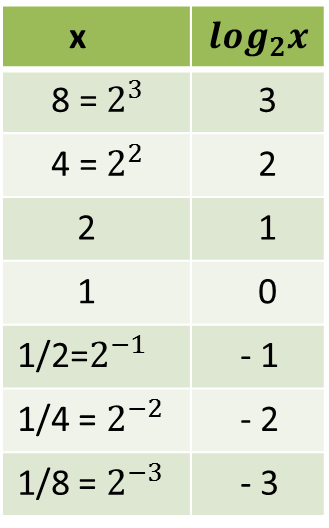 x log₂x
8 = 2³ 3
4 = 2² 2
2 1
1 0
1/2=2⁻¹ - 1
1/4 = 2⁻² - 2
1/8 = 2⁻³ - 3